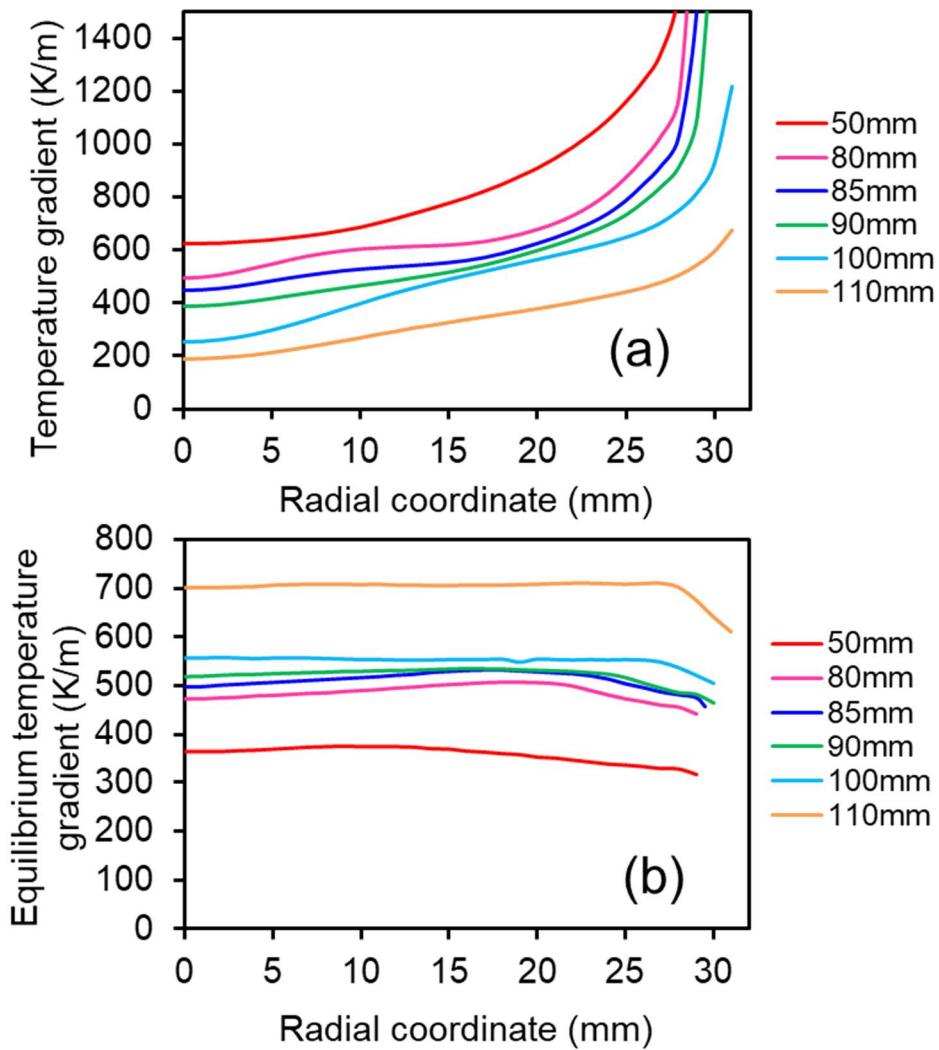 Temperature gradient (K/m)
1400
1200
1000
800
600
400
200
0
0 5 10 15 20 25 30
Radial coordinate (mm)
(a)
50mm
80mm
85mm
90mm
100mm
110mm
Equilibrium temperature
gradient (K/m)
800
700
600
500
400
300
200
100
0
0 5 10 15 20 25 30
Radial coordinate (mm)
(b)
50mm
80mm
85mm
90mm
100mm
110mm